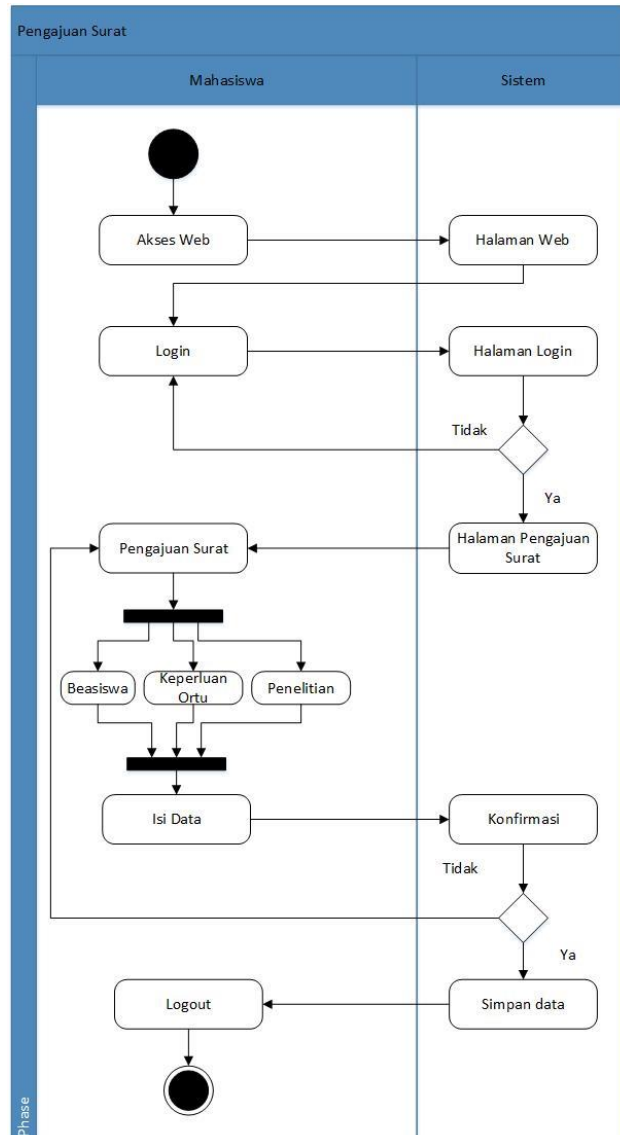 Pengajuan Surat
Mahasiswa
Sistem
Akses Web
Halaman Web
Login
Halaman Login
Tidak
Ya
Pengajuan Surat
Halaman Pengajuan
Surat
Beasiswa
Keperluan
Ortu
Penelitian
Isi Data
Konfirmasi
Tidak
Ya
Logout
Simpan data
Phase